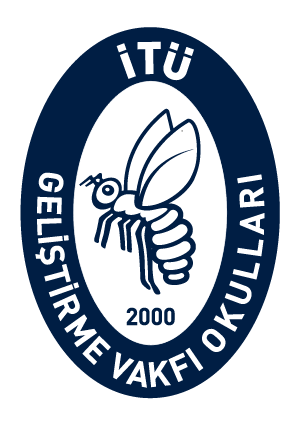 İTÜ
GELİŞTİRME VAKFI OKULLARI
2000